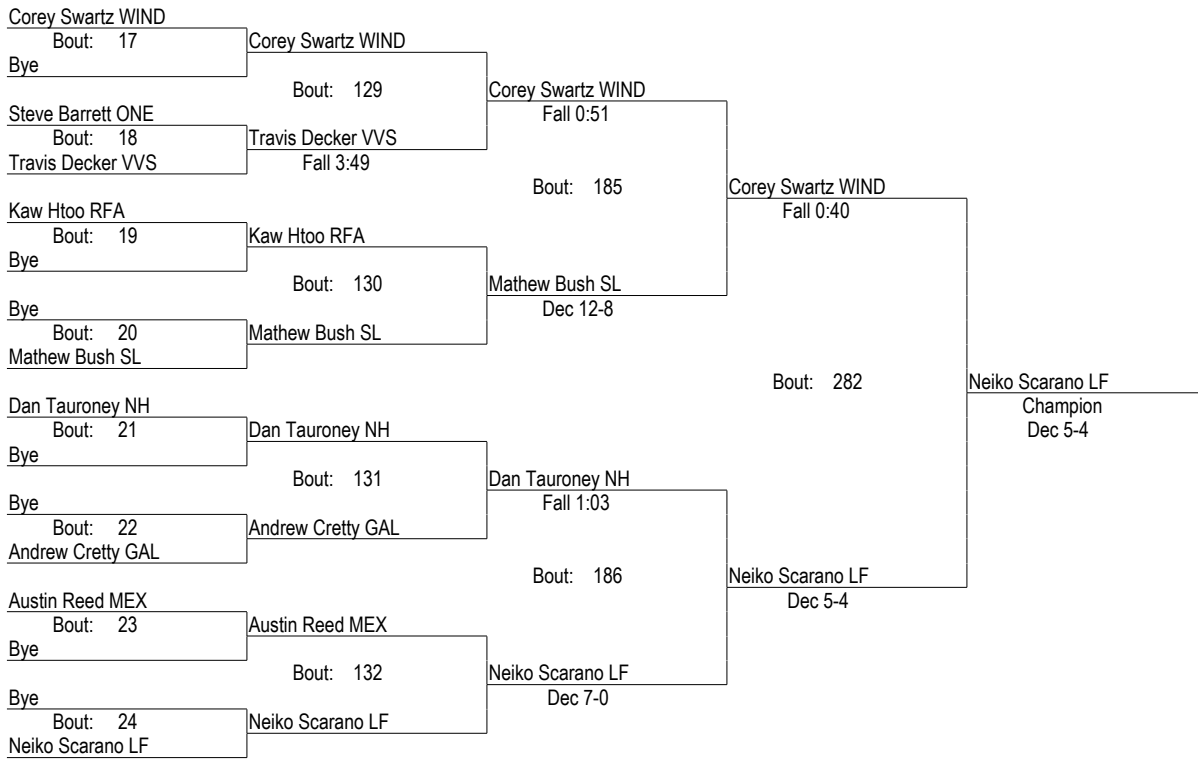 Corey Swartz WIND
Bout: 17
Corey Swartz WIND
Bye
Bout: 129
Corey Swartz WIND
Steve Barrett ONE
Fall 0:51
Bout: 18
Travis Decker VVS
Travis Decker VVS
Fall 3:49
Bout: 185
Corey Swartz WIND
Kaw Htoo RFA
Fall 0:40
Bout: 19
Kaw Htoo RFA
Bye
Bout: 130
Mathew Bush SL
Bye
Dec 12-8
Bout: 20
Mathew Bush SL
Mathew Bush SL
Bout: 282
Neiko Scarano LF
Dan Tauroney NH
Champion
Bout: 21
Dan Tauroney NH
Dec 5-4
Bye
Bout: 131
Dan Tauroney NH
Bye
Fall 1:03
Bout: 22
Andrew Cretty GAL
Andrew Cretty GAL
Bout: 186
Neiko Scarano LF
Austin Reed MEX
Dec 5-4
Bout: 23
Austin Reed MEX
Bye
Bout: 132
Neiko Scarano LF
Bye
Dec 7-0
Bout: 24
Neiko Scarano LF
Neiko Scarano LF